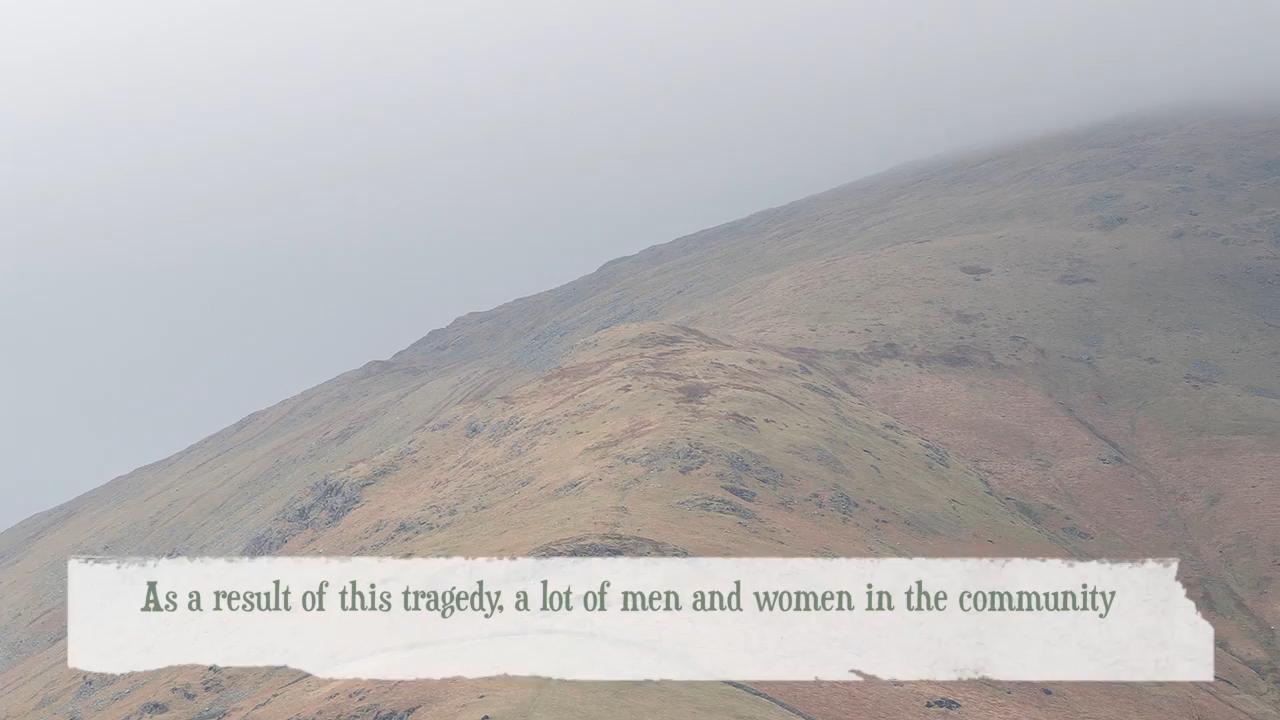 As a result of this tragedy, a lot of men and women in the community